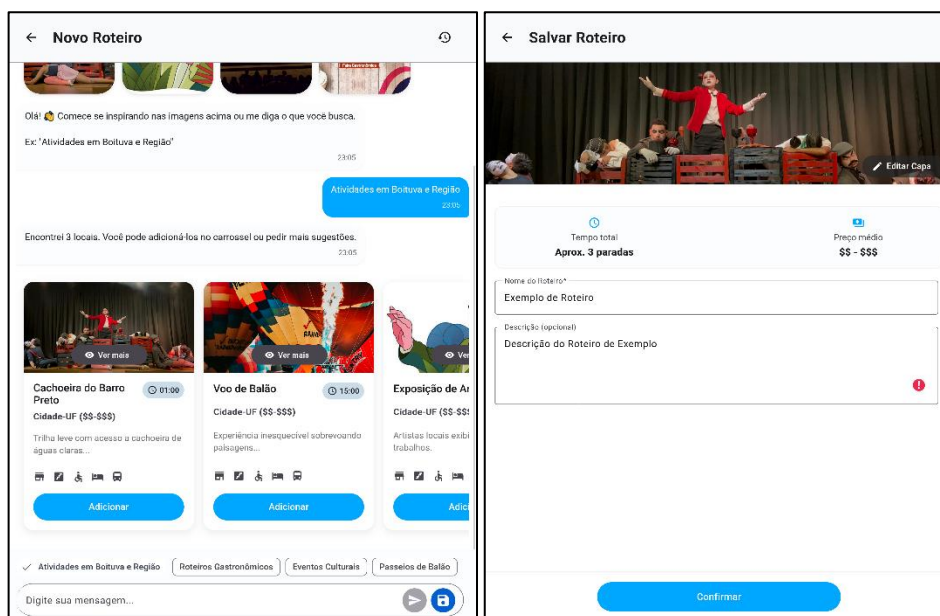 Novo Roteiro
Olá! Comece se inspirando nas imagens acima ou me diga o que você busca.
Ex: "Atividades em Boituva e Região"
23:05
Atividades em Boituva e Região
23:05
Encontrei 3 locais. Você pode adicioná-los no carrossel ou pedir mais sugestões.
23:05
Ver mais
Cachoeira do Barro Preto
01:00
Cidade-UF ($$-$$$)
Trilha leve com acesso a cachoeira de
águas claras...
Adicionar
Ver mais
Voo de Balão
15:00
Cidade-UF ($$-$$$)
Experiência inesquecível sobrevoando
paisagens...
Adicionar
Ver
Exposição de Ar
Cidade-UF ($$-$$$
Artistas locais exibi
trabalhos.
Adici
Atividades em Boituva e Região
Roteiros Gastronômicos
Eventos Culturais
Passeios de Balão
Digite sua mensagem...
Salvar Roteiro
Editar Capa
Tempo total
Aprox. 3 paradas
Preço médio
$$ - $$$
Nome do Roteiro*
Exemplo de Roteiro
Descrição (opcional)
Descrição do Roteiro de Exemplo
Confirmar